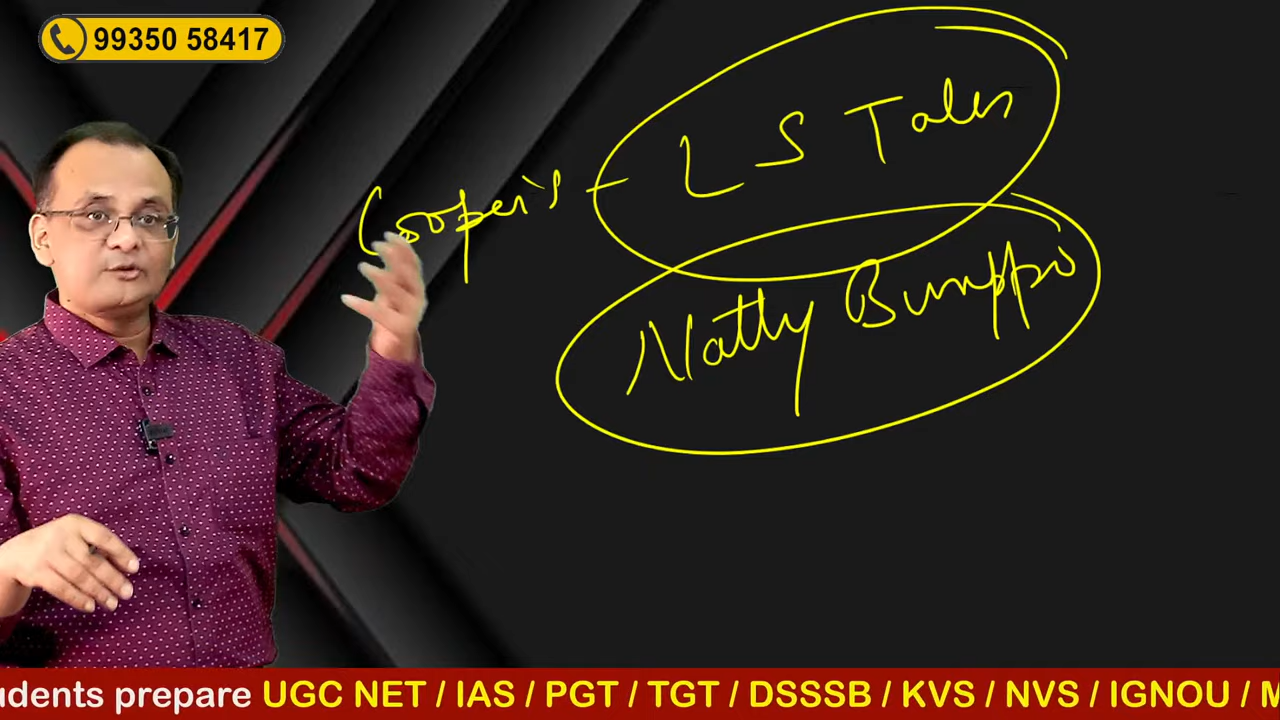 99350 58417
L S Tales
Cooper's -
Natty Bumppo
udents prepare UGC NET / IAS / PGT / TGT / DSSSB / KVS / NVS / IGNOU / M